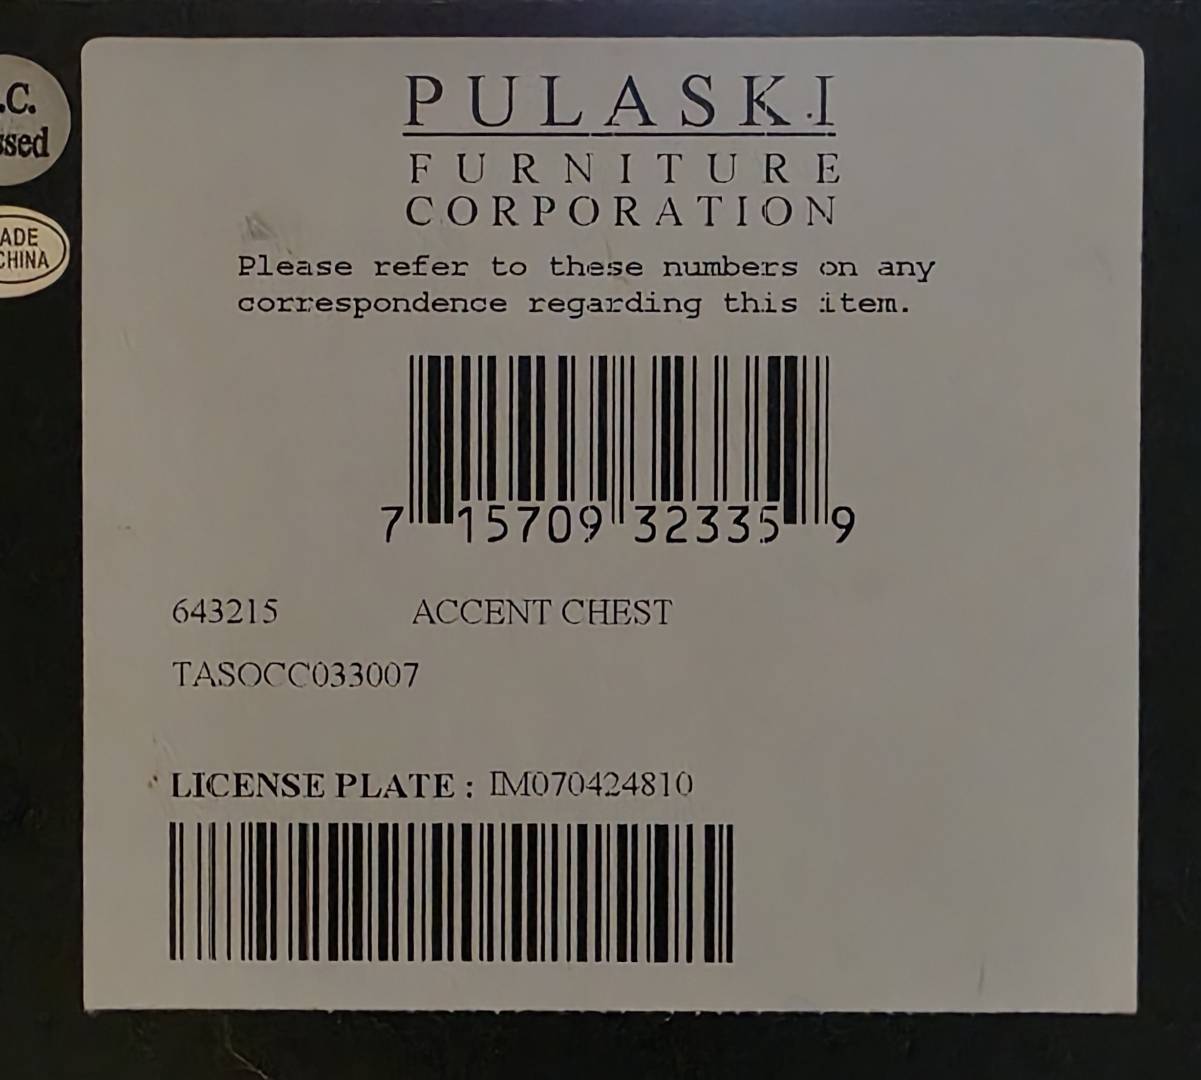 .C.
ssed
ADE
CHINA
PULASKI
FURNITURE
CORPORATION
Please refer to these numbers on any
correspondence regarding this item.
7 15709 32335 9
643215 ACCENT CHEST
TASOCC033007
LICENSE PLATE : IM070424810